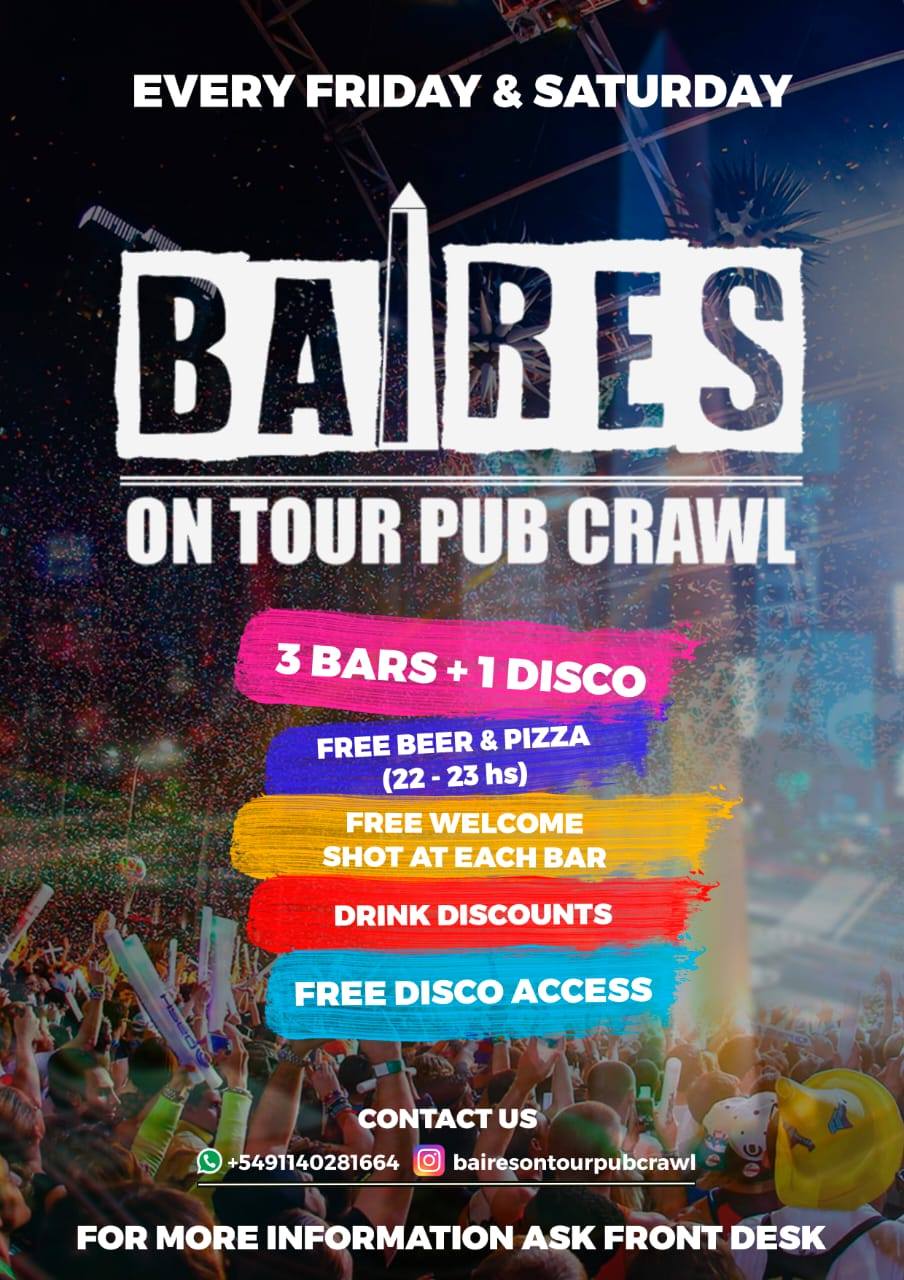 EVERY FRIDAY & SATURDAY
BAIRES
ON TOUR PUB CRAWL
3 BARS + 1 DISCO
FREE BEER & PIZZA
(22 - 23 hs)
FREE WELCOME
SHOT AT EACH BAR
DRINK DISCOUNTS
FREE DISCO ACCESS
CONTACT US
+5491140281664 bairesontourpubcrawl
FOR MORE INFORMATION ASK FRONT DESK